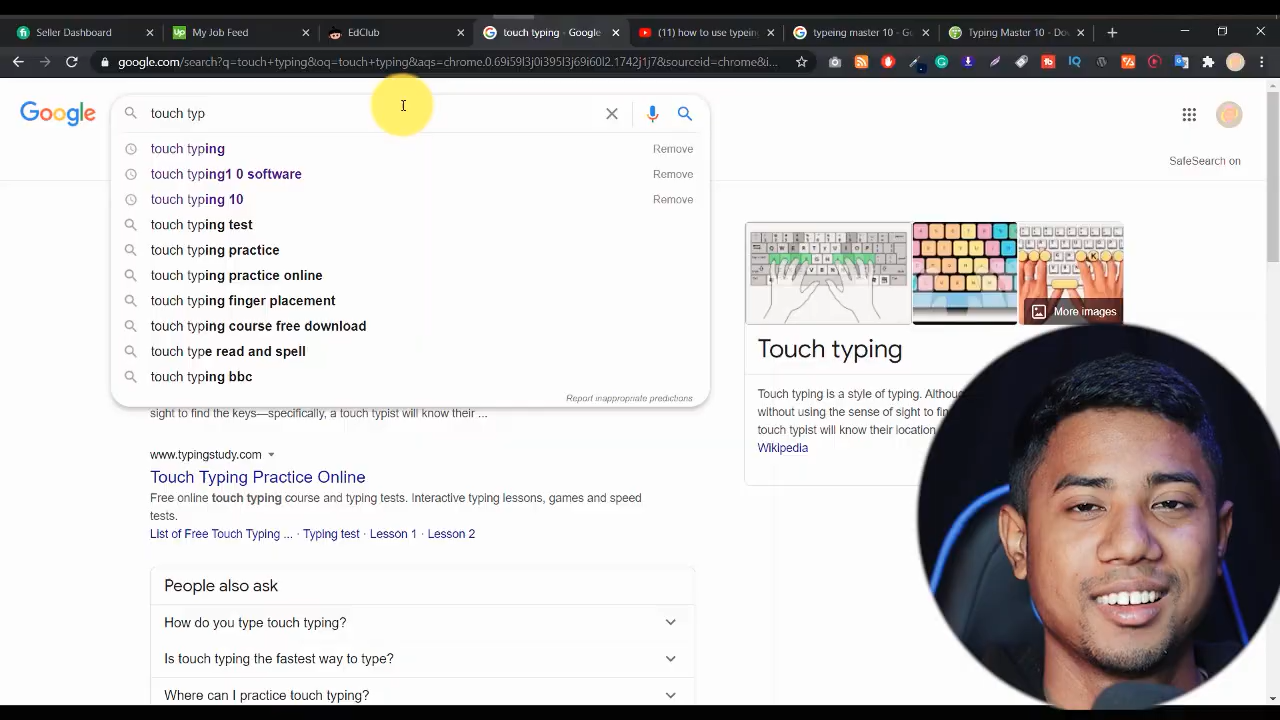 Seller Dashboard
My Job Feed
EdClub
touch typing - Google
(11) how to use typein
typeing master 10 - Go
Typing Master 10 - Do
google.com/search?q=touch+typing&oq=touch+typing&aqs=chrome.0.69i59l3j0i395l3j69i60l2.1742j1j7&sourceid=chrome&i...
Google
touch typ
touch typing
Remove
touch typing1 0 software
Remove
touch typing 10
Remove
touch typing test
touch typing practice
touch typing practice online
touch typing finger placement
touch typing course free download
touch type read and spell
touch typing bbc
Report inappropriate predictions
SafeSearch on
More images
Touch typing
Touch typing is a style of typing. Althou
without using the sense of sight to fin
touch typist will know their location
Wikipedia
sight to find the keys—specifically, a touch typist will know their ...
www.typingstudy.com
Touch Typing Practice Online
Free online touch typing course and typing tests. Interactive typing lessons, games and speed
tests.
List of Free Touch Typing ... · Typing test · Lesson 1 · Lesson 2
People also ask
How do you type touch typing?
Is touch typing the fastest way to type?
Where can I practice touch typing?